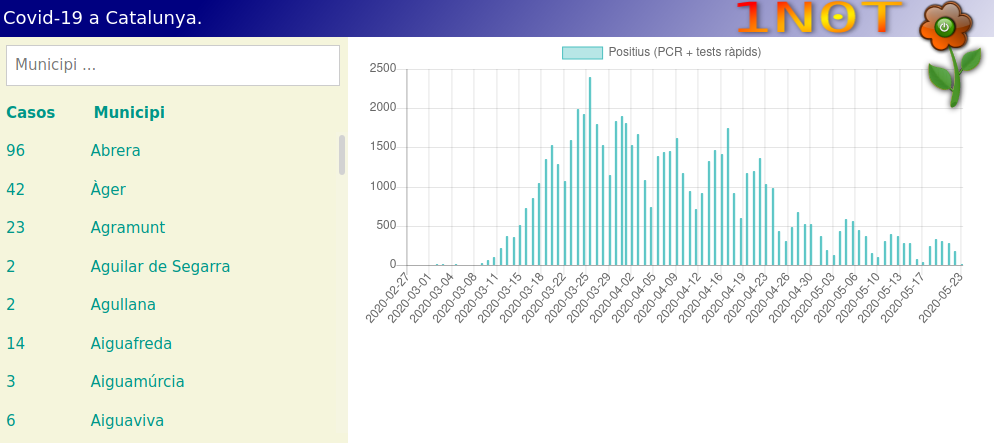 Covid-19 a Catalunya.
1NOT
Municipi ...
Casos Municipi
96 Abrera
42 Àger
23 Agramunt
2 Aguilar de Segarra
2 Agullana
14 Aiguafreda
3 Aiguamúrcia
6 Aiguaviva
Positius (PCR + tests ràpids)
2500
2000
1500
1000
500
0
2020-02-27
2020-03-01
2020-03-04
2020-03-08
2020-03-11
2020-03-15
2020-03-18
2020-03-22
2020-03-25
2020-03-29
2020-04-02
2020-04-05
2020-04-09
2020-04-12
2020-04-16
2020-04-19
2020-04-23
2020-04-26
2020-04-30
2020-05-03
2020-05-06
2020-05-10
2020-05-13
2020-05-17
2020-05-23